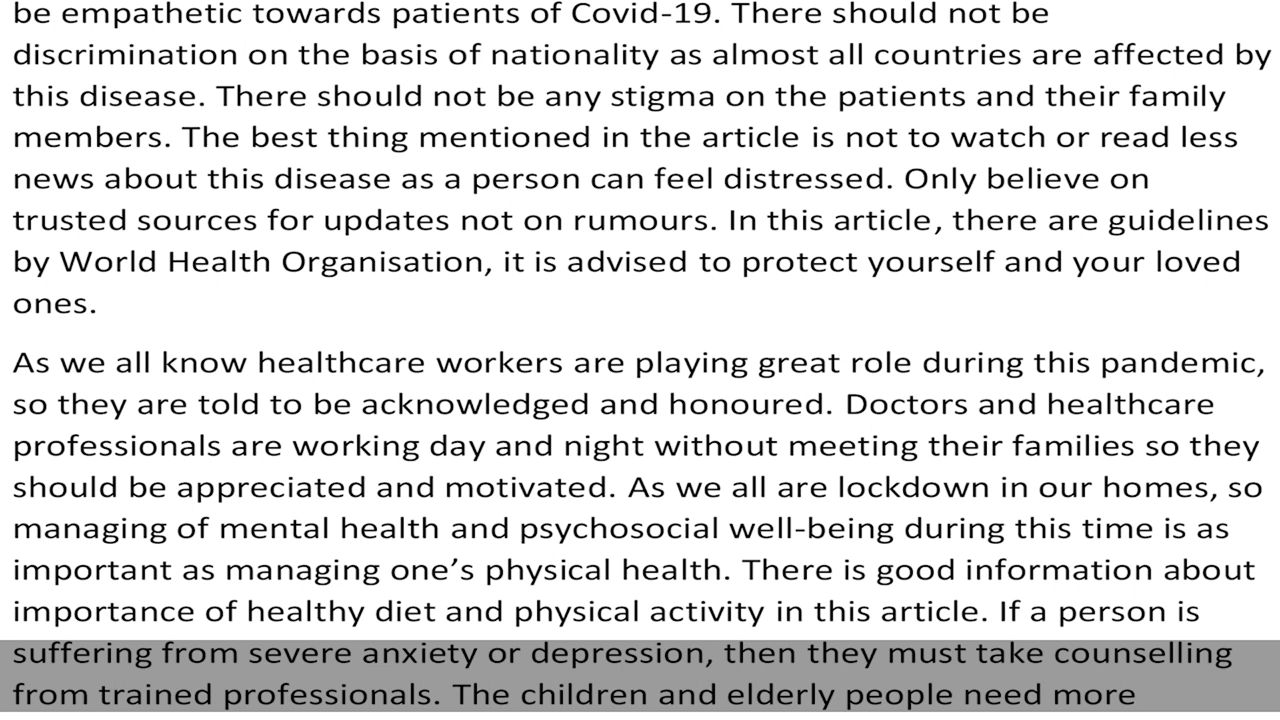 be empathetic towards patients of Covid-19. There should not be
discrimination on the basis of nationality as almost all countries are affected by
this disease. There should not be any stigma on the patients and their family
members. The best thing mentioned in the article is not to watch or read less
news about this disease as a person can feel distressed. Only believe on
trusted sources for updates not on rumours. In this article, there are guidelines
by World Health Organisation, it is advised to protect yourself and your loved
ones.
As we all know healthcare workers are playing great role during this pandemic,
so they are told to be acknowledged and honoured. Doctors and healthcare
professionals are working day and night without meeting their families so they
should be appreciated and motivated. As we all are lockdown in our homes, so
managing of mental health and psychosocial well-being during this time is as
important as managing one’s physical health. There is good information about
importance of healthy diet and physical activity in this article. If a person is
suffering from severe anxiety or depression, then they must take counselling
from trained professionals. The children and elderly people need more